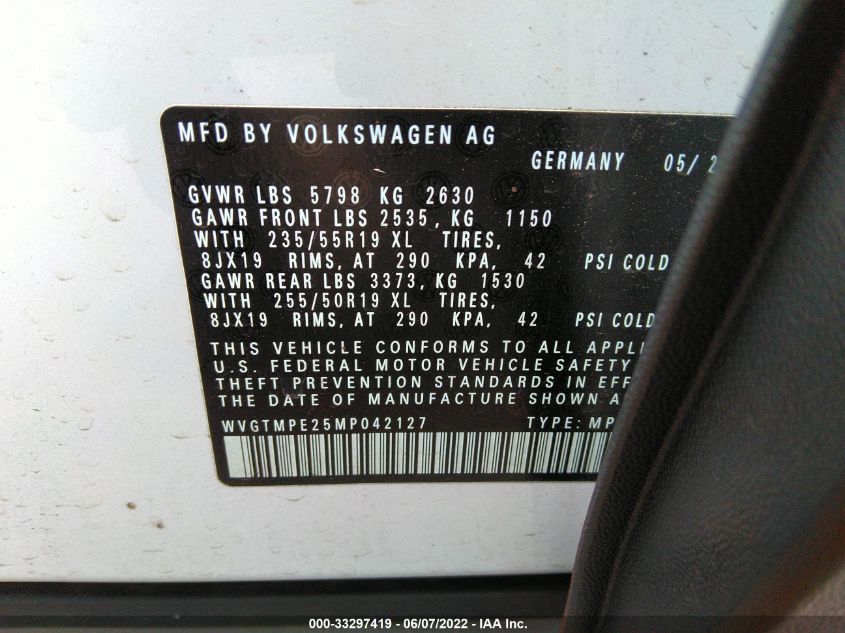 MFD BY VOLKSWAGEN AG
GERMANY 05/ 2
GVWR LBS 5798 KG 2630
GAWR FRONT LBS 2535, KG 1150
WITH 235/55R19 XL TIRES,
8JX19 RIMS, AT 290 KPA, 42 PSI COLD
GAWR REAR LBS 3373, KG 1530
WITH 255/50R19 XL TIRES,
8JX19 RIMS, AT 290 KPA, 42 PSI COLD
THIS VEHICLE CONFORMS TO ALL APPLI
U.S. FEDERAL MOTOR VEHICLE SAFETY
THEFT PREVENTION STANDARDS IN EFF
THE DATE OF MANUFACTURE SHOWN A
WVGTMPE25MP042127 TYPE: MP
000-33297419 - 06/07/2022 - IAA Inc.